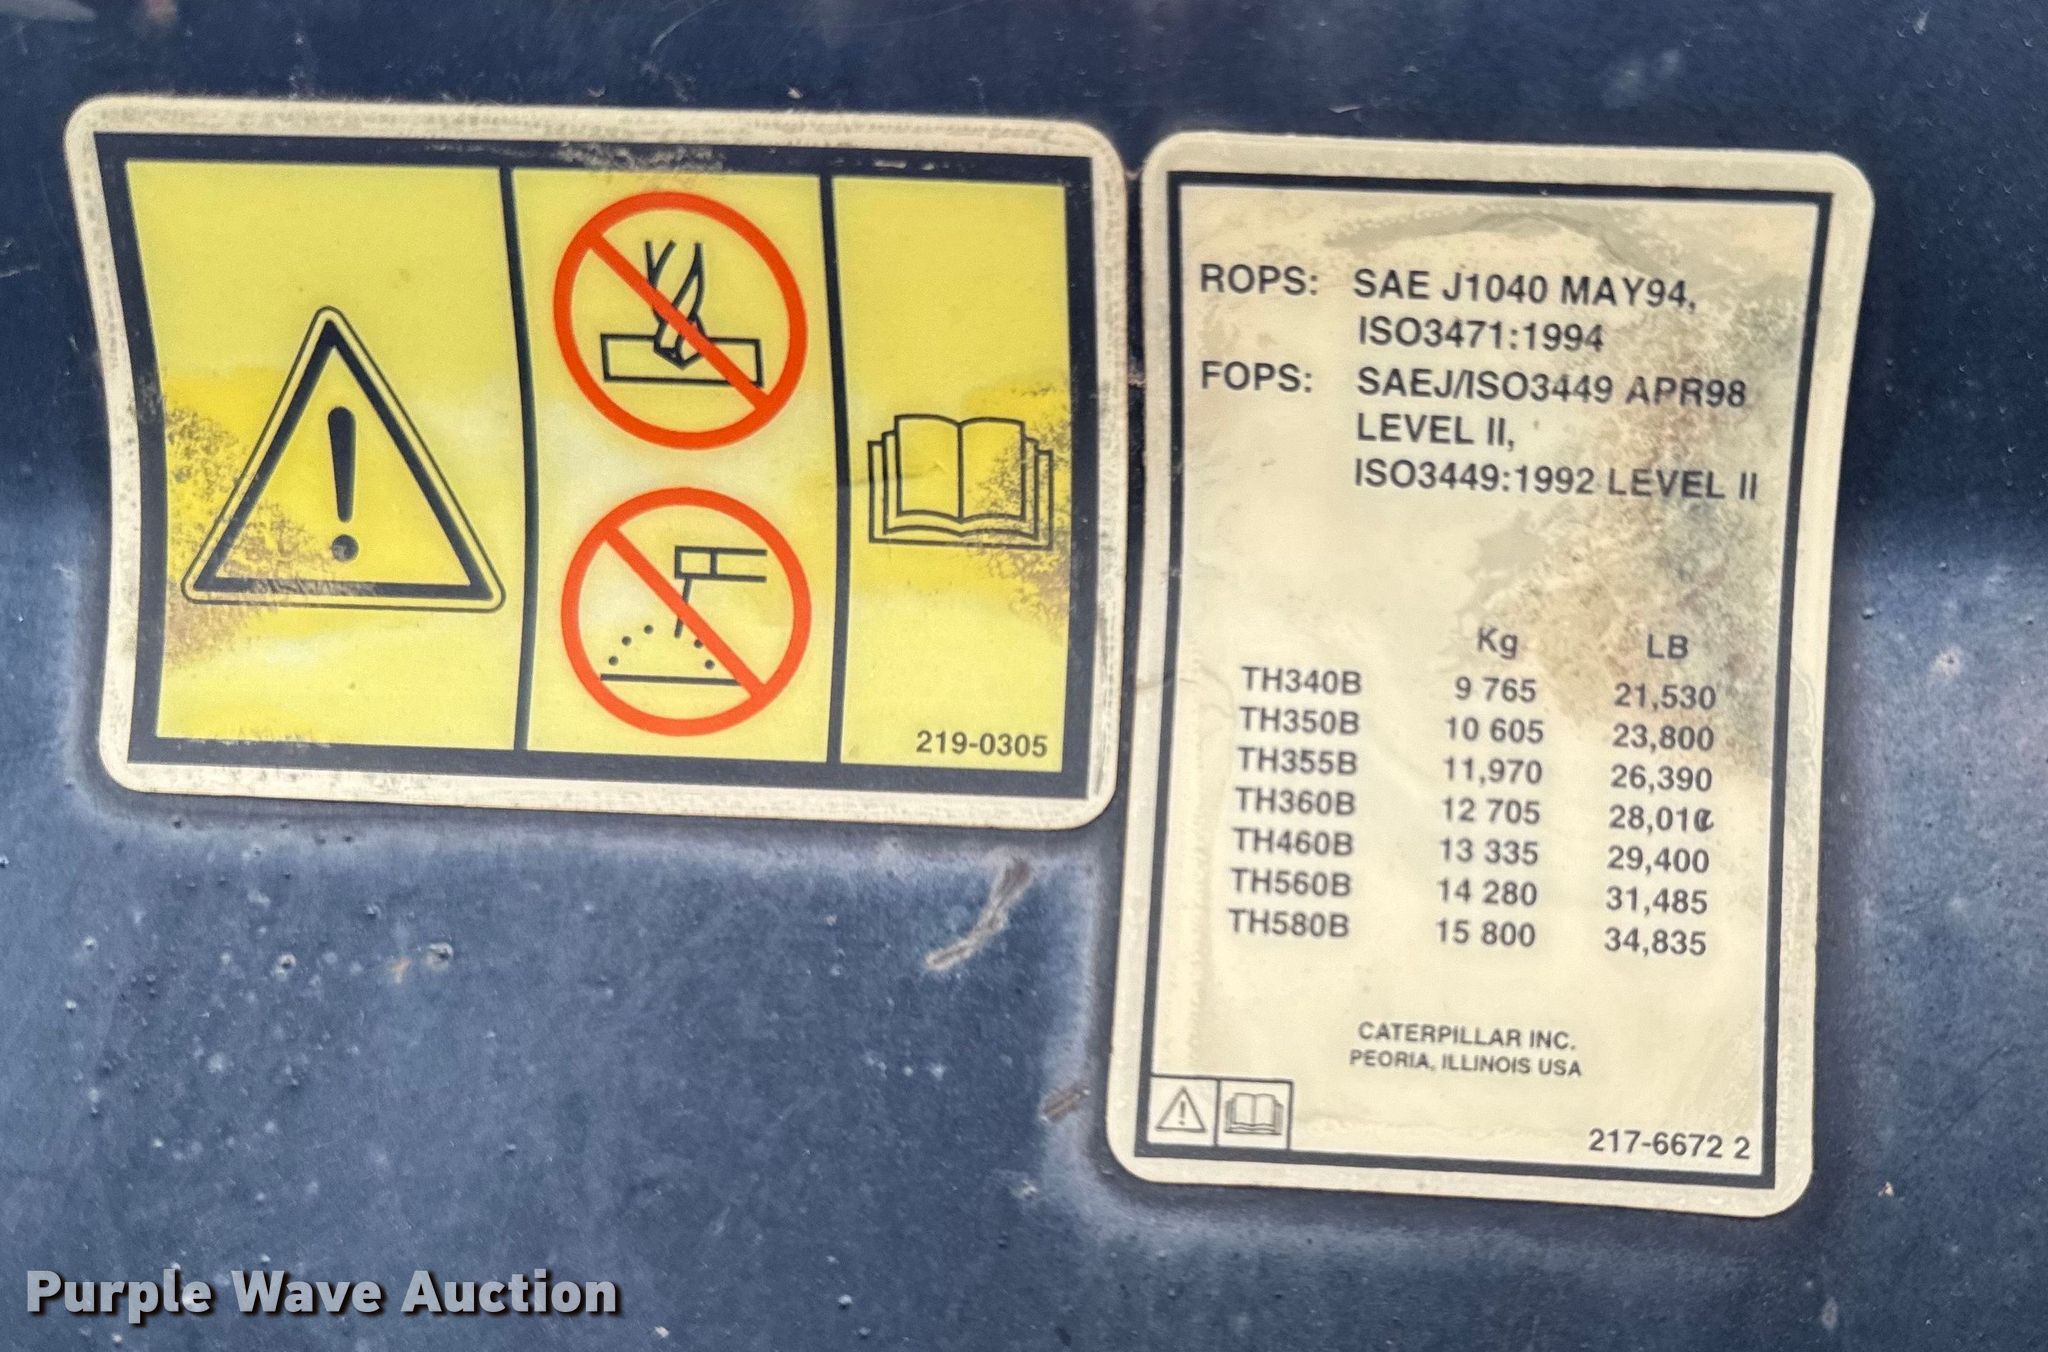 219-0305
ROPS: SAE J1040 MAY94,
ISO3471:1994
FOPS: SAEJ/ISO3449 APR98
LEVEL II,
ISO3449:1992 LEVEL II
Kg LB
TH340B 9 765 21,530
TH350B 10 605 23,800
TH355B 11,970 26,390
TH360B 12 705 28,010
TH460B 13 335 29,400
TH560B 14 280 31,485
TH580B 15 800 34,835
CATERPILLAR INC.
PEORIA, ILLINOIS USA
217-6672 2
Purple Wave Auction